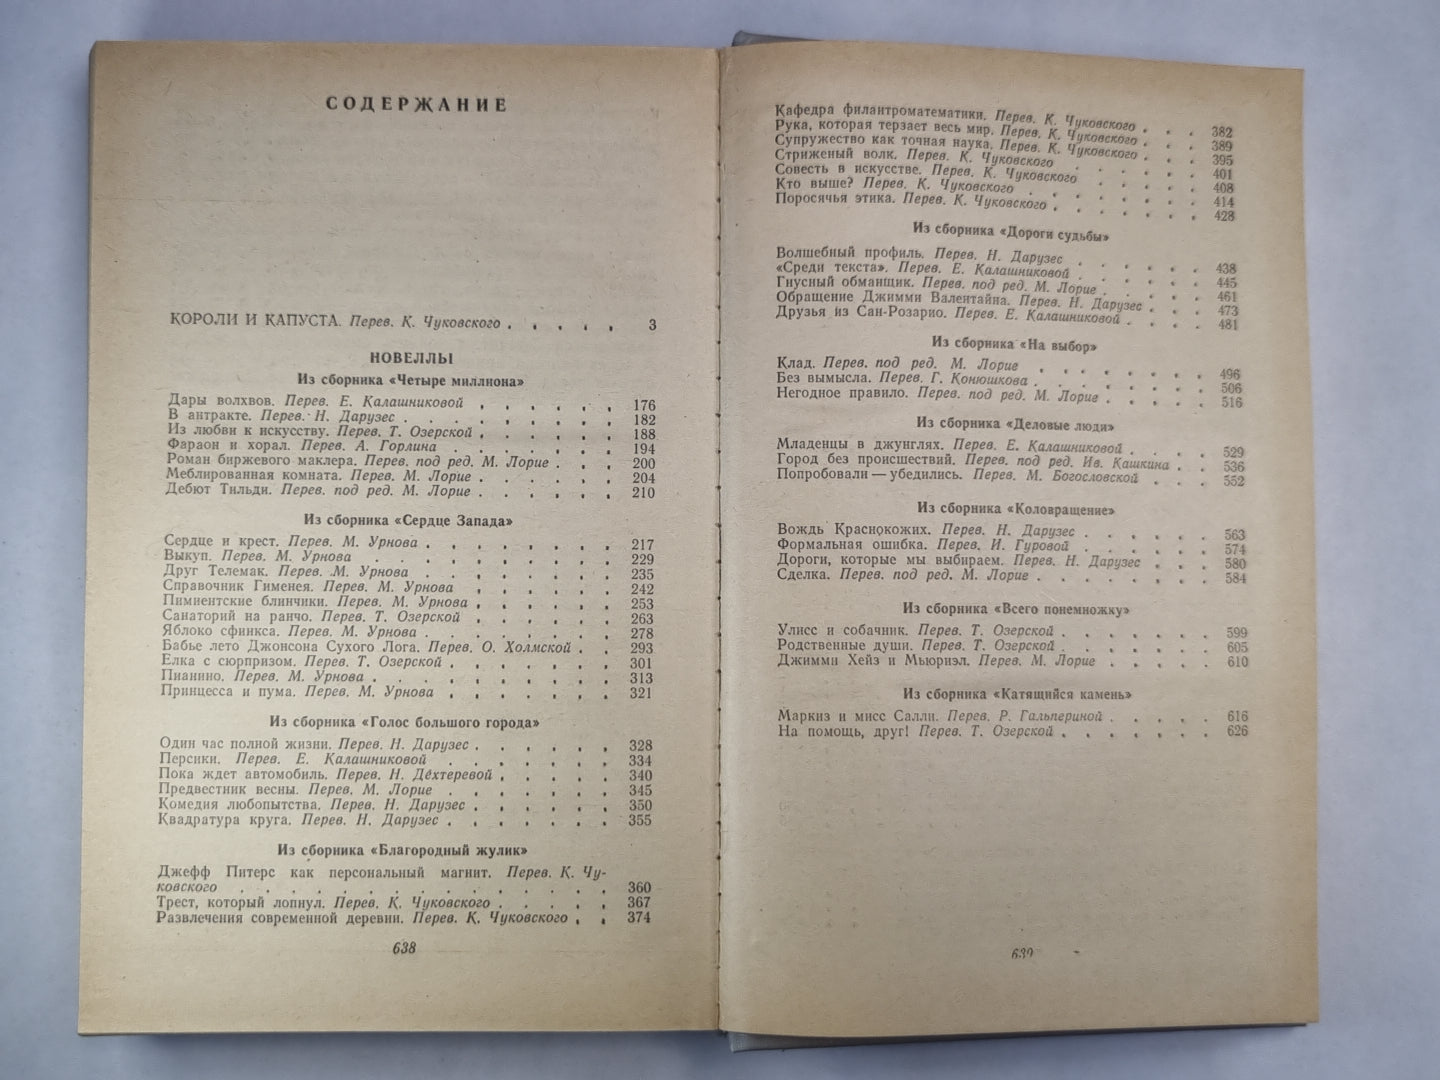 СОДЕРЖАНИЕ
КОРОЛИ И КАПУСТА. Перев. К. Чуковского . . . . . 3
НОВЕЛЛЫ
Из сборника «Четыре миллиона»
Дары волхвов. Перев. Е. Калашниковой . . . . . 176
В антракте. Перев. Н. Дарузес . . . . . . 182
Из любви к искусству. Перев. Т. Озерской . . . . 188
Фараон и хорал. Перев. А. Горлина . . . . . . 194
Роман биржевого маклера. Перев. под ред. М. Лорие . . . 200
Меблированная комната. Перев. М. Лорие . . . . . 204
Дебют Тильди. Перев. под ред. М. Лорие . . . . . 210
Из сборника «Сердце Запада»
Сердце и крест. Перев. М. Урнова . . . . . . . 217
Выкуп. Перев. М. Урнова . . . . . . . 229
Друг Телемак. Перев. М. Урнова . . . . . . 235
Справочник Гименея. Перев. М. Урнова . . . . . 242
Пимиентские блинчики. Перев. М. Урнова . . . . . 253
Санаторий на ранчо. Перев. Т. Озерской . . . . . 263
Яблоко сфинкса. Перев. М. Урнова . . . . . . . 278
Бабье лето Джонсона Сухого Лога. Перев. О. Холмской . . 293
Елка с сюрпризом. Перев. Т. Озерской . . . . . . 301
Пианино. Перев. М. Урнова . . . . . . . . 313
Принцесса и пума. Перев. М. Урнова . . . . . . 321
Из сборника «Голос большого города»
Один час полной жизни. Перев. Н. Дарузес . . . . . 328
Персики. Перев. Е. Калашниковой . . . . . . 334
Пока ждет автомобиль. Перев. Н. Дехтеревой . . . . . 340
Предвестник весны. Перев. М. Лорие . . . . . . 345
Комедия любопытства. Перев. Н. Дарузес . . . . . 350
Квадратура круга. Перев. Н. Дарузес . . . . . . 355
Из сборника «Благородный жулик»
Джефф Питерс как персональный магнит. Перев. К. Чу-
ковского . . . . . . . . . . . . . . 360
Трест, который лопнул. Перев. К. Чуковского . . . . . 367
Развлечения современной деревни. Перев. К. Чуковского . . 374
638
Кафедра филантроматематики. Перев. К. Чуковского . . . 382
Рука, которая терзает весь мир. Перев. К. Чуковского . . . 389
Супружество как точная наука. Перев. К. Чуковского . . . 395
Стриженый волк. Перев. К. Чуковского . . . . . . 401
Совесть в искусстве. Перев. К. Чуковского . . . . . 408
Кто выше? Перев. К. Чуковского . . . . . . . 414
Поросячья этика. Перев. К. Чуковского . . . . . . 428
Из сборника «Дороги судьбы»
Волшебный профиль. Перев. Н. Дарузес . . . . . . 438
«Среди текста». Перев. Е. Калашниковой . . . . . 445
Гнусный обманщик. Перев. под ред. М. Лорие . . . . 461
Обращение Джимми Валентайна. Перев. Н. Дарузес . . . 473
Друзья из Сан-Розарио. Перев. Е. Калашниковой . . . . 481
Из сборника «На выбор»
Клад. Перев. под ред. М. Лорие . . . . . . . 496
Без вымысла. Перев. Г. Конюшкова . . . . . . . 506
Негодное правило. Перев. под ред. М. Лорие . . . . . 516
Из сборника «Деловые люди»
Младенцы в джунглях. Перев. Е. Калашниковой . . . . 529
Город без происшествий. Перев. под ред. Ив. Кашкина . . 536
Попробовали — убедились. Перев. М. Богословской . . . . 552
Из сборника «Коловращение»
Вождь Краснокожих. Перев. Н. Дарузес . . . . . . 563
Формальная ошибка. Перев. И. Гуровой . . . . . . 574
Дороги, которые мы выбираем. Перев. Н. Дарузес . . . 580
Сделка. Перев. под ред. М. Лорие . . . . . . . 584
Из сборника «Всего понемножку»
Улисс и собачник. Перев. Т. Озерской . . . . . . 599
Родственные души. Перев. Т. Озерской . . . . . . 605
Джимми Хейз и Мьюриэл. Перев. М. Лорие . . . . . 610
Из сборника «Катящийся камень»
Маркиз и мисс Салли. Перев. Р. Гальпериной . . . . . 616
На помощь, друг! Перев. Т. Озерской . . . . . . 626
639